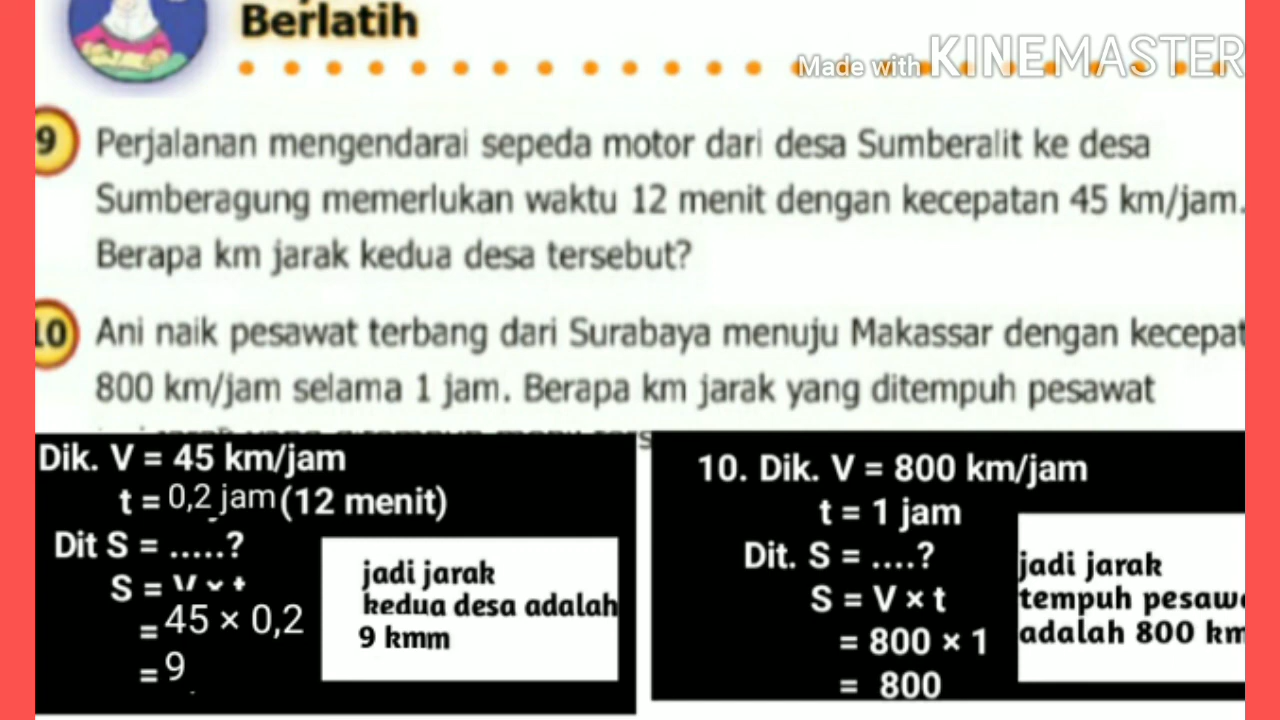 Berlatih
Made with KINEMASTER
9 Perjalanan mengendarai sepeda motor dari desa Sumberalit ke desa
Sumberagung memerlukan waktu 12 menit dengan kecepatan 45 km/jam.
Berapa km jarak kedua desa tersebut?
10 Ani naik pesawat terbang dari Surabaya menuju Makassar dengan kecepat
800 km/jam selama 1 jam. Berapa km jarak yang ditempuh pesawat
Dik. V = 45 km/jam
t = 0,2 jam (12 menit)
Dit S = .....?
S = V × t
= 45 × 0,2
= 9
jadi jarak
kedua desa adalah
9 kmm
10. Dik. V = 800 km/jam
t = 1 jam
Dit. S = ....?
S = V × t
= 800 × 1
= 800
jadi jarak
tempuh pesaw
adalah 800 km